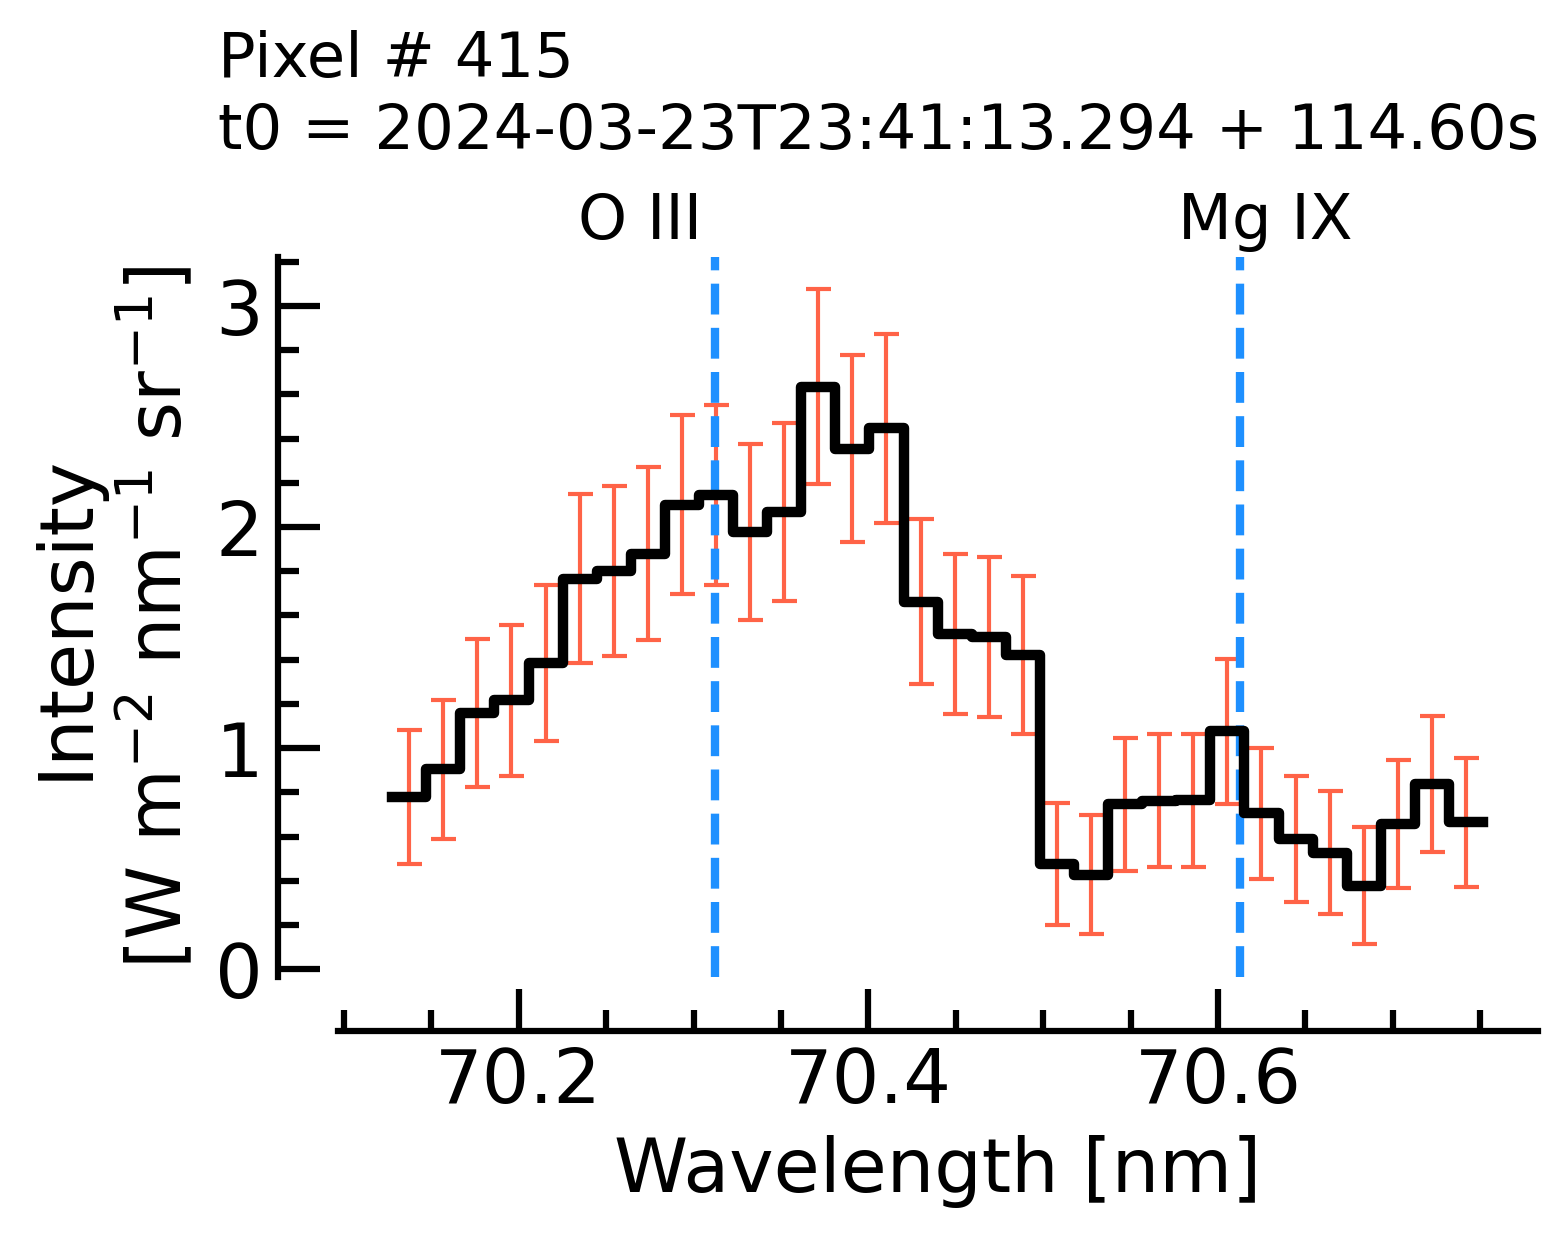 Pixel # 415
t0 = 2024-03-23T23:41:13.294 + 114.60s
O III
Mg IX
Intensity
[W m⁻² nm⁻¹ sr⁻¹]
3
2
1
0
70.2
70.4
70.6
Wavelength [nm]